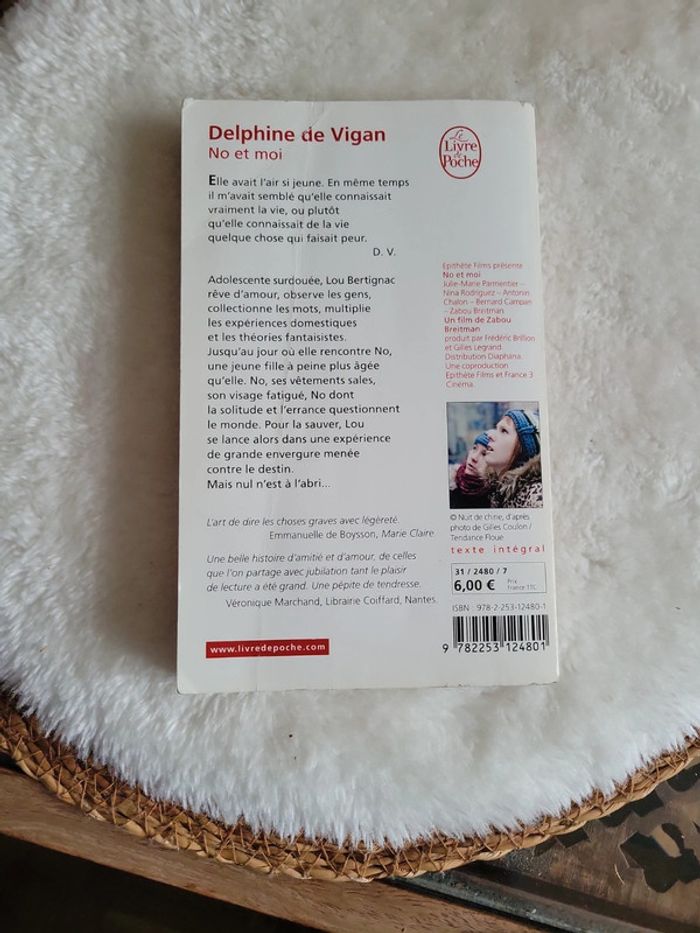 Delphine de Vigan
No et moi
Le
Livre
de
Poche
Elle avait l'air si jeune. En même temps
il m'avait semblé qu'elle connaissait
vraiment la vie, ou plutôt
qu'elle connaissait de la vie
quelque chose qui faisait peur.
D. V.
Adolescente surdouée, Lou Bertignac
rêve d'amour, observe les gens,
collectionne les mots, multiplie
les expériences domestiques
et les théories fantaisistes.
Jusqu'au jour où elle rencontre No,
une jeune fille à peine plus âgée
qu'elle. No, ses vêtements sales,
son visage fatigué, No dont
la solitude et l'errance questionnent
le monde. Pour la sauver, Lou
se lance alors dans une expérience
de grande envergure menée
contre le destin.
Mais nul n'est à l'abri...
L'art de dire les choses graves avec légèreté.
Emmanuelle de Boysson, Marie Claire
Une belle histoire d'amitié et d'amour, de celles
que l'on partage avec jubilation tant le plaisir
de lecture a été grand. Une pépite de tendresse.
Véronique Marchand, Librairie Coiffard, Nantes.
www.livredepoche.com
Epithète Films présente
No et moi
Julie-Marie Parmentier –
Nina Rodriguez – Antonin
Chalon – Bernard Campan
– Zabou Breitman
Un film de Zabou
Breitman
produit par Frédéric Brillion
et Gilles Legrand.
Distribution Diaphana.
Une coproduction
Epithète Films et France 3
Cinéma.
© Nuit de chine, d'après
photo de Gilles Coulon /
Tendance Floue
texte intégral
31 / 2480 / 7
6,00 € Prix
France TTC
ISBN : 978-2-253-12480-1
9 782253 124801